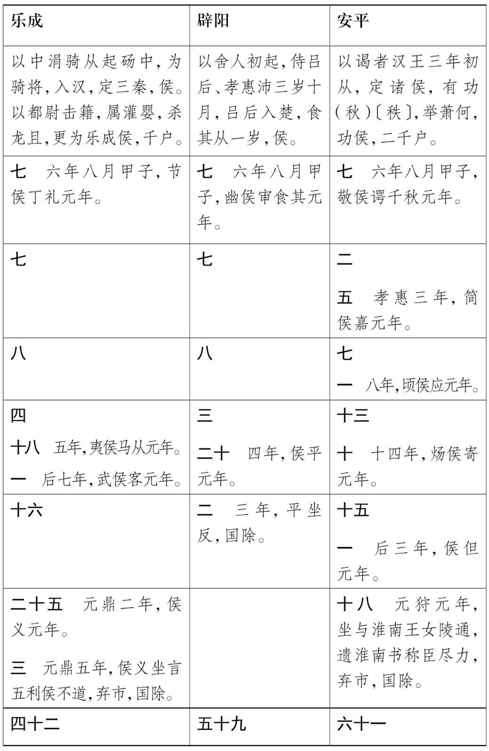 乐成
辟阳
安平
以中涓骑从起砀中，为
骑将，入汉，定三秦，侯。
以都尉击籍，属灌婴，杀
龙且，更为乐成侯，千户。
以舍人初起，侍吕
后、孝惠沛三岁十
月，吕后入楚，食
其从一岁，侯。
以谒者汉王三年初
从，定诸侯，有功
(秋)〔秩〕，举萧何，
功侯，二千户。
七　六年八月甲子，节
侯丁礼元年。
七　六年八月甲
子，幽侯审食其元
年。
七　六年八月甲子，
敬侯谔千秋元年。
七
七
二
五　孝惠三年，简
侯嘉元年。
八
八
七
一　八年，顷侯应元年。
四
十八　五年，夷侯马从元年。
一　后七年，武侯客元年。
三
二十　四年，侯平
元年。
十三
十　十四年，炀侯寄
元年。
十六
二　三年，平坐
反，国除。
十五
一　后三年，侯但
元年。
二十五　元鼎二年，侯
义元年。
三　元鼎五年，侯义坐言
五利侯不道，弃市，国除。
十八　元狩元年，
坐与淮南王女陵通，
遗淮南书称臣尽力，
弃市，国除。
四十二
五十九
六十一